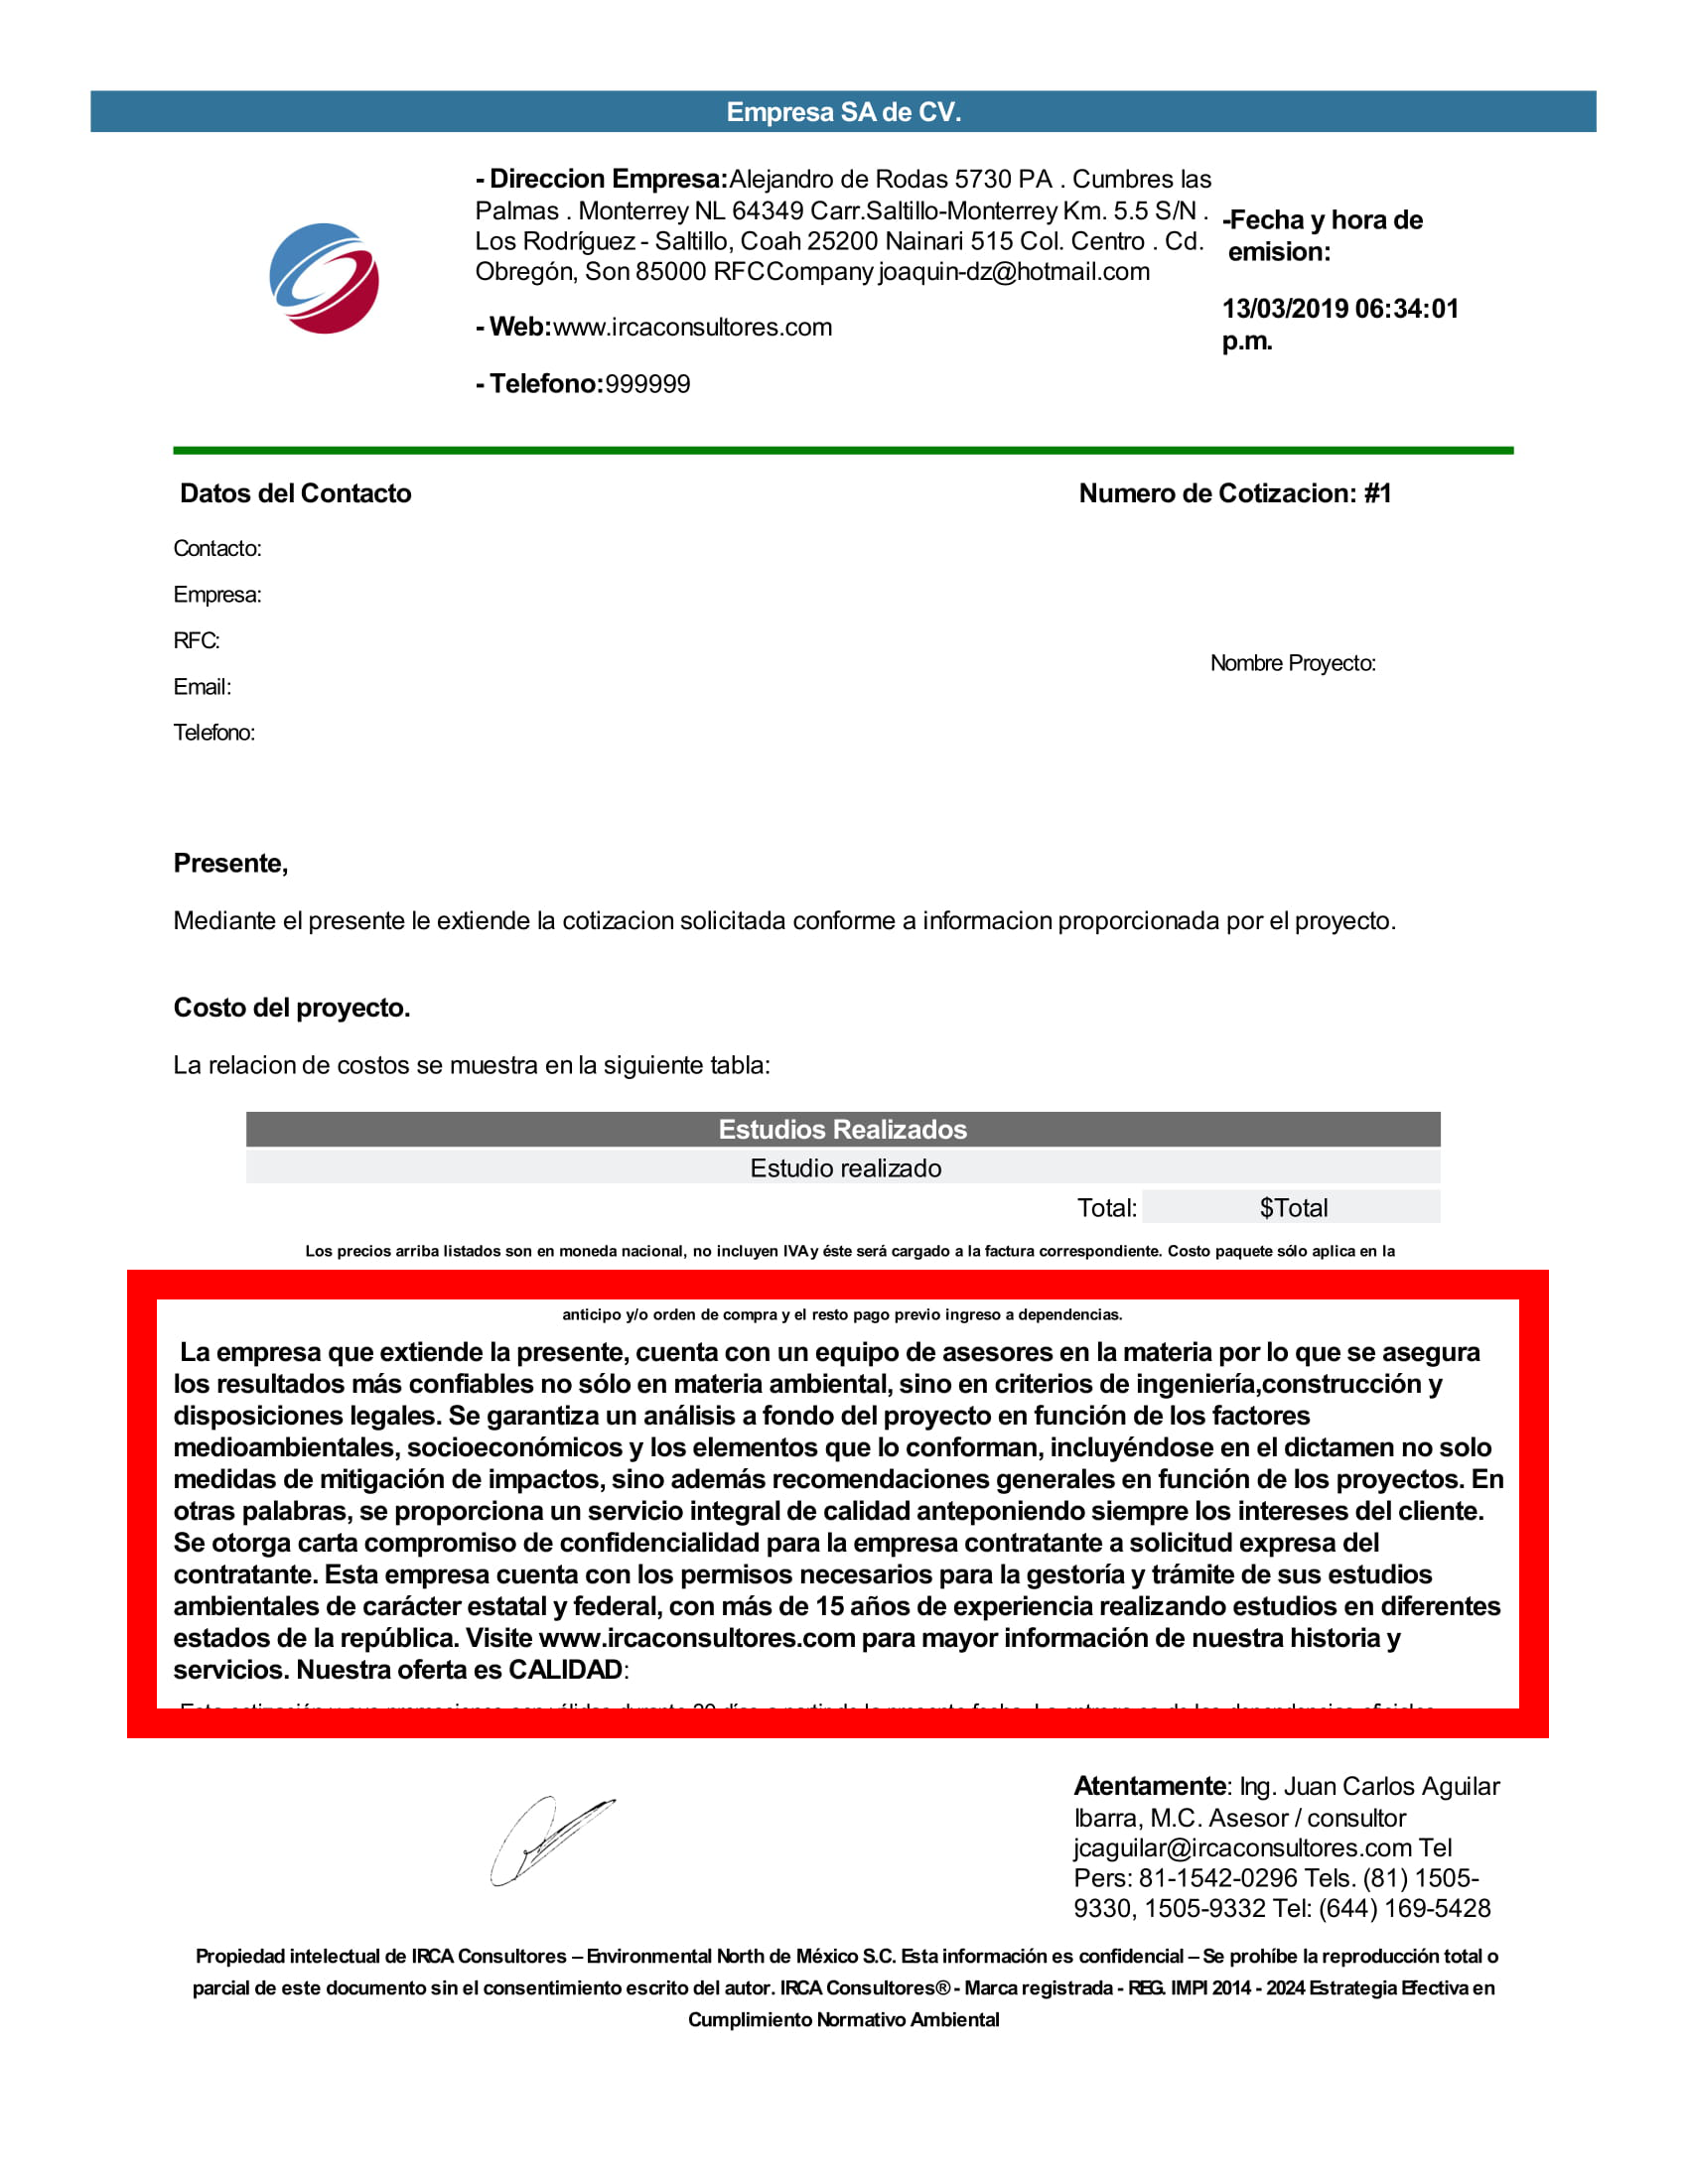 Empresa SA de CV.
- Direccion Empresa:Alejandro de Rodas 5730 PA . Cumbres las
Palmas . Monterrey NL 64349 Carr.Saltillo-Monterrey Km. 5.5 S/N .
Los Rodríguez - Saltillo, Coah 25200 Nainari 515 Col. Centro . Cd.
Obregón, Son 85000 RFCCompany joaquin-dz@hotmail.com
- Web:www.ircaconsultores.com
- Telefono:999999
-Fecha y hora de
emision:
13/03/2019 06:34:01
p.m.
Datos del Contacto
Numero de Cotizacion: #1
Contacto:
Empresa:
RFC:
Email:
Telefono:
Nombre Proyecto:
Presente,
Mediante el presente le extiende la cotizacion solicitada conforme a informacion proporcionada por el proyecto.
Costo del proyecto.
La relacion de costos se muestra en la siguiente tabla:
Estudios Realizados
Estudio realizado
Total: $Total
Los precios arriba listados son en moneda nacional, no incluyen IVA y éste será cargado a la factura correspondiente. Costo paquete sólo aplica en la
anticipo y/o orden de compra y el resto pago previo ingreso a dependencias.
La empresa que extiende la presente, cuenta con un equipo de asesores en la materia por lo que se asegura
los resultados más confiables no sólo en materia ambiental, sino en criterios de ingeniería,construcción y
disposiciones legales. Se garantiza un análisis a fondo del proyecto en función de los factores
medioambientales, socioeconómicos y los elementos que lo conforman, incluyéndose en el dictamen no solo
medidas de mitigación de impactos, sino además recomendaciones generales en función de los proyectos. En
otras palabras, se proporciona un servicio integral de calidad anteponiendo siempre los intereses del cliente.
Se otorga carta compromiso de confidencialidad para la empresa contratante a solicitud expresa del
contratante. Esta empresa cuenta con los permisos necesarios para la gestoría y trámite de sus estudios
ambientales de carácter estatal y federal, con más de 15 años de experiencia realizando estudios en diferentes
estados de la república. Visite www.ircaconsultores.com para mayor información de nuestra historia y
servicios. Nuestra oferta es CALIDAD:
Atentamente: Ing. Juan Carlos Aguilar
Ibarra, M.C. Asesor / consultor
jcaguilar@ircaconsultores.com Tel
Pers: 81-1542-0296 Tels. (81) 1505-
9330, 1505-9332 Tel: (644) 169-5428
Propiedad intelectual de IRCA Consultores – Environmental North de México S.C. Esta información es confidencial – Se prohíbe la reproducción total o
parcial de este documento sin el consentimiento escrito del autor. IRCA Consultores® - Marca registrada - REG. IMPI 2014 - 2024 Estrategia Efectiva en
Cumplimiento Normativo Ambiental